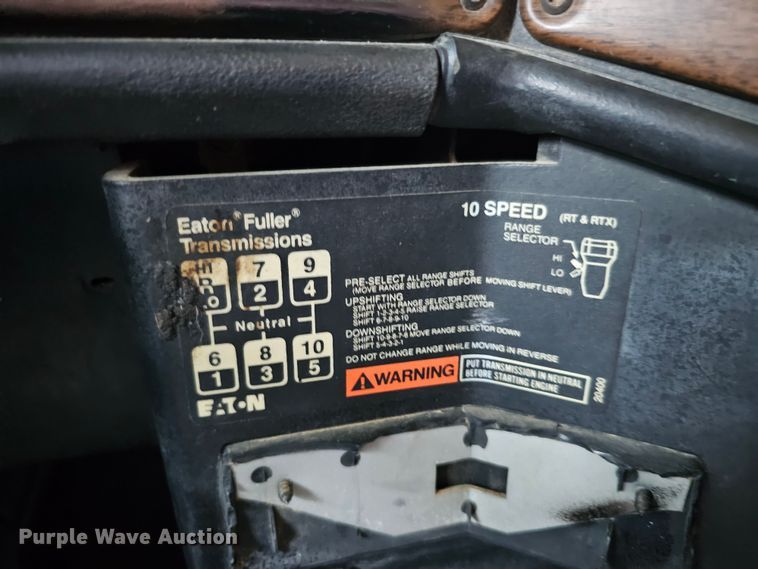 Eaton® Fuller®
Transmissions
10 SPEED (RT & RTX)
RANGE
SELECTOR
HI
LO
HI 7 9
R 2 4
LO
Neutral
6 8 10
1 3 5
EATON
PRE-SELECT ALL RANGE SHIFTS
(MOVE RANGE SELECTOR BEFORE MOVING SHIFT LEVER)
UPSHIFTING
START WITH RANGE SELECTOR DOWN
SHIFT 1-2-3-4-5 RAISE RANGE SELECTOR
SHIFT 6-7-8-9-10
DOWNSHIFTING
SHIFT 10-9-8-7-6 MOVE RANGE SELECTOR DOWN
SHIFT 5-4-3-2-1
DO NOT CHANGE RANGE WHILE MOVING IN REVERSE
WARNING
PUT TRANSMISSION IN NEUTRAL
BEFORE STARTING ENGINE
20400
Purple Wave Auction